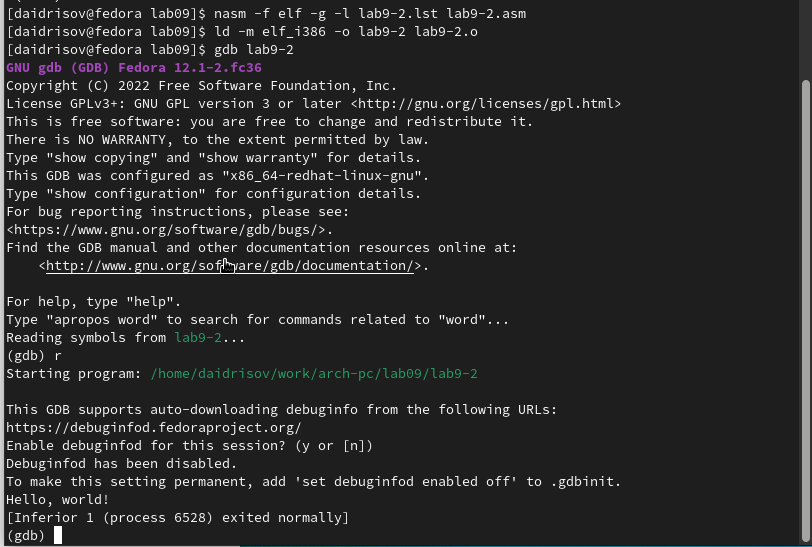 [daidrisov@fedora lab09]$ nasm -f elf -g -l lab9-2.lst lab9-2.asm
[daidrisov@fedora lab09]$ ld -m elf_i386 -o lab9-2 lab9-2.o
[daidrisov@fedora lab09]$ gdb lab9-2
GNU gdb (GDB) Fedora 12.1-2.fc36
Copyright (C) 2022 Free Software Foundation, Inc.
License GPLv3+: GNU GPL version 3 or later <http://gnu.org/licenses/gpl.html>
This is free software: you are free to change and redistribute it.
There is NO WARRANTY, to the extent permitted by law.
Type "show copying" and "show warranty" for details.
This GDB was configured as "x86_64-redhat-linux-gnu".
Type "show configuration" for configuration details.
For bug reporting instructions, please see:
<https://www.gnu.org/software/gdb/bugs/>.
Find the GDB manual and other documentation resources online at:
    <http://www.gnu.org/software/gdb/documentation/>.

For help, type "help".
Type "apropos word" to search for commands related to "word"...
Reading symbols from lab9-2...
(gdb) r
Starting program: /home/daidrisov/work/arch-pc/lab09/lab9-2

This GDB supports auto-downloading debuginfo from the following URLs:
https://debuginfod.fedoraproject.org/
Enable debuginfod for this session? (y or [n])
Debuginfod has been disabled.
To make this setting permanent, add 'set debuginfod enabled off' to .gdbinit.
Hello, world!
[Inferior 1 (process 6528) exited normally]
(gdb)